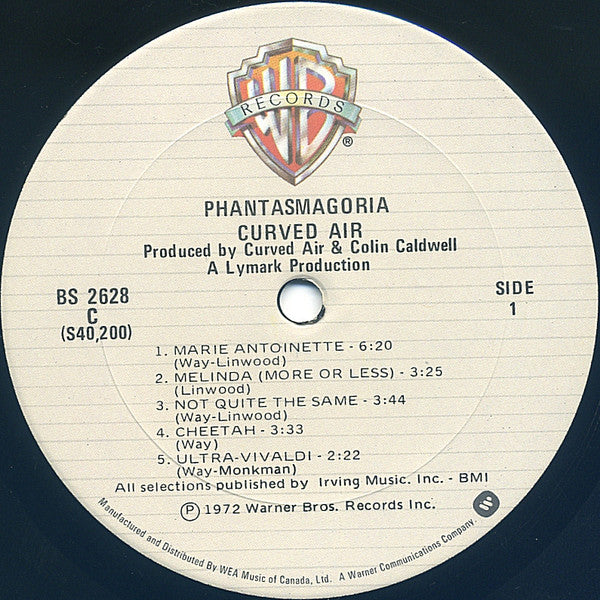 WB
RECORDS
®
PHANTASMAGORIA
CURVED AIR
Produced by Curved Air & Colin Caldwell
A Lymark Production
BS 2628
C
(S40,200)
SIDE
1
1. MARIE ANTOINETTE - 6:20
(Way-Linwood)
2. MELINDA (MORE OR LESS) - 3:25
(Linwood)
3. NOT QUITE THE SAME - 3:44
(Way-Linwood)
4. CHEETAH - 3:33
(Way)
5. ULTRA-VIVALDI - 2:22
(Way-Monkman)
All selections published by Irving Music. Inc. - BMI
Ⓟ 1972 Warner Bros. Records Inc.
Manufactured and Distributed By WEA Music of Canada, Ltd. A Warner Communications Company.